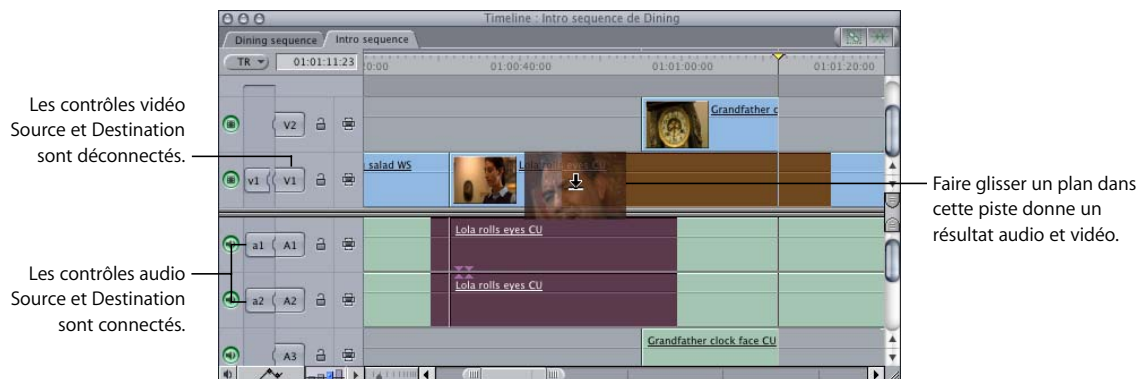 Timeline : Intro sequence de Dining
Dining sequence Intro sequence
TR 01:01:11:23 0:00 01:00:40:00 01:01:00:00 01:01:20:00
Les contrôles vidéo
Source et Destination
sont déconnectés.
V2
Grandfather c
v1 V1
salad WS
Lola rolls eyes CU
Faire glisser un plan dans
cette piste donne un
résultat audio et vidéo.
a1 A1
Lola rolls eyes CU
Les contrôles audio
Source et Destination
sont connectés.
a2 A2
Lola rolls eyes CU
A3
Grandfather clock face CU